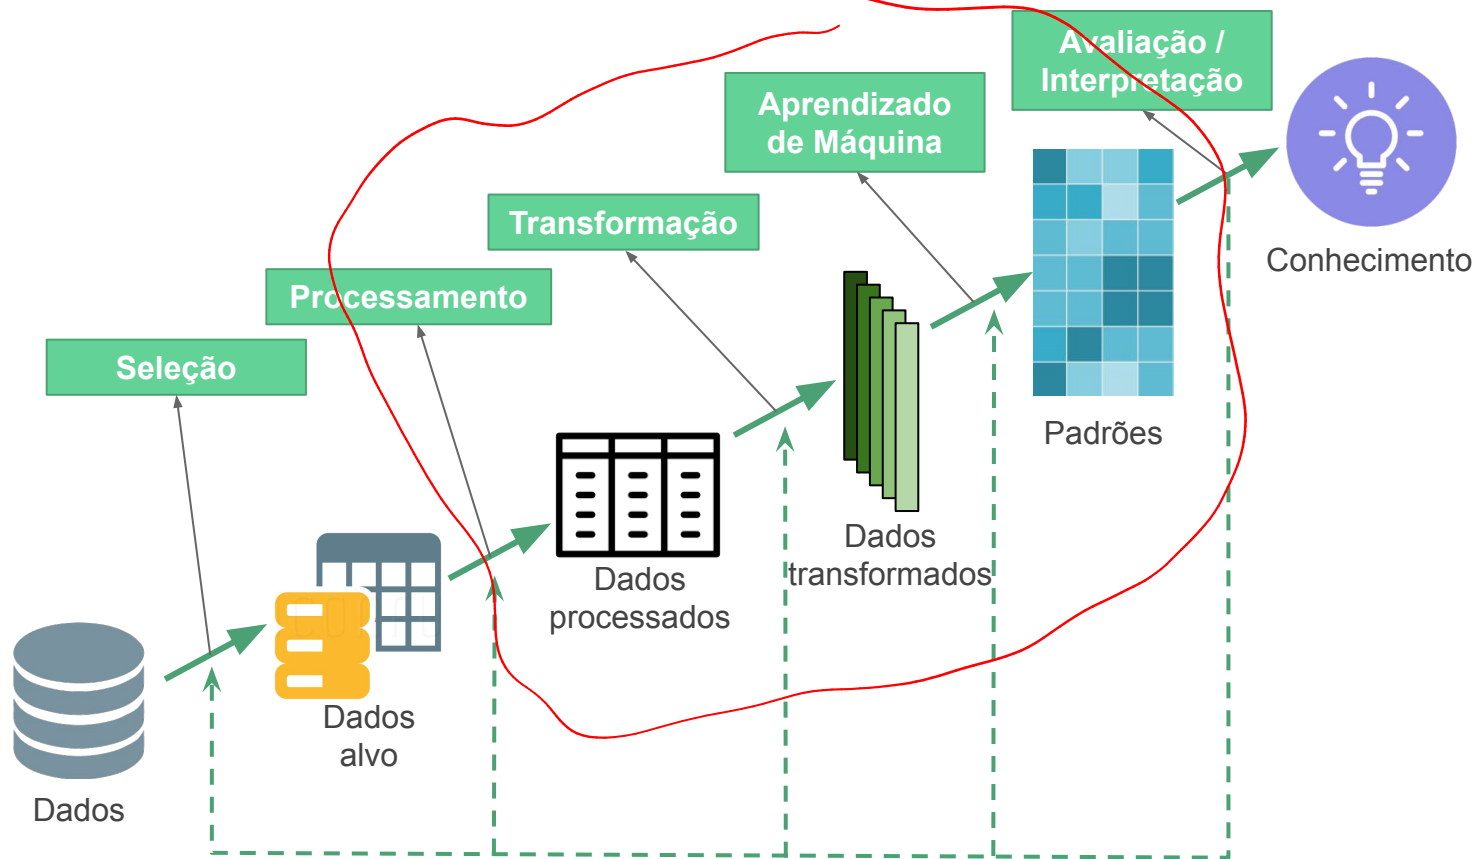 Avaliação /
Interpretação
Aprendizado
de Máquina
Transformação
Processamento
Seleção
Conhecimento
Padrões
Dados
transformados
Dados
processados
Dados
alvo
Dados